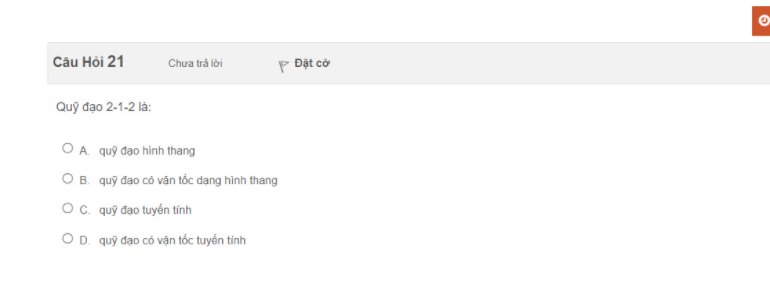 Câu Hỏi 21 Chưa trả lời Đặt cờ
Quỹ đạo 2-1-2 là:
A. quỹ đạo hình thang
B. quỹ đạo có vận tốc dạng hình thang
C. quỹ đạo tuyến tính
D. quỹ đạo có vận tốc tuyến tính